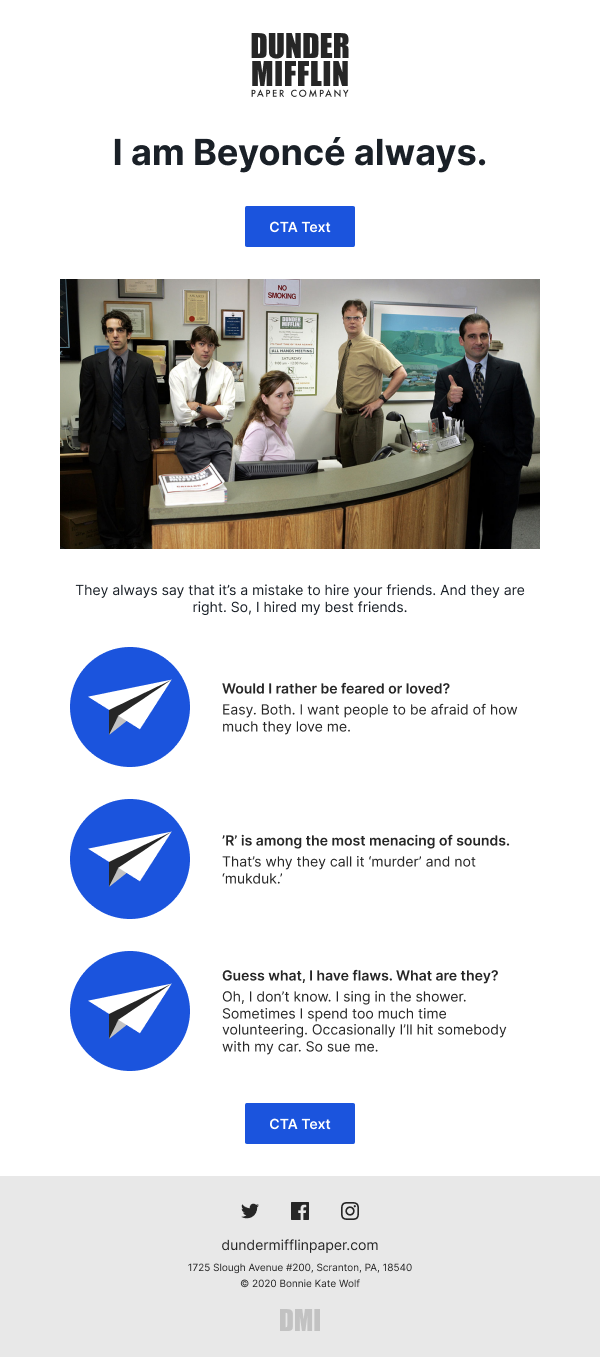 DUNDER
MIFFLIN
PAPER COMPANY
I am Beyoncé always.
CTA Text
NO
SMOKING
DUNDER
MIFFLIN
ALL HANDS MEETING
SATURDAY
They always say that it’s a mistake to hire your friends. And they are
right. So, I hired my best friends.
Would I rather be feared or loved?
Easy. Both. I want people to be afraid of how
much they love me.
‘R’ is among the most menacing of sounds.
That’s why they call it ‘murder’ and not
‘mukduk.’
Guess what, I have flaws. What are they?
Oh, I don’t know. I sing in the shower.
Sometimes I spend too much time
volunteering. Occasionally I’ll hit somebody
with my car. So sue me.
CTA Text
dundermifflinpaper.com
1725 Slough Avenue #200, Scranton, PA, 18540
© 2020 Bonnie Kate Wolf
DMI